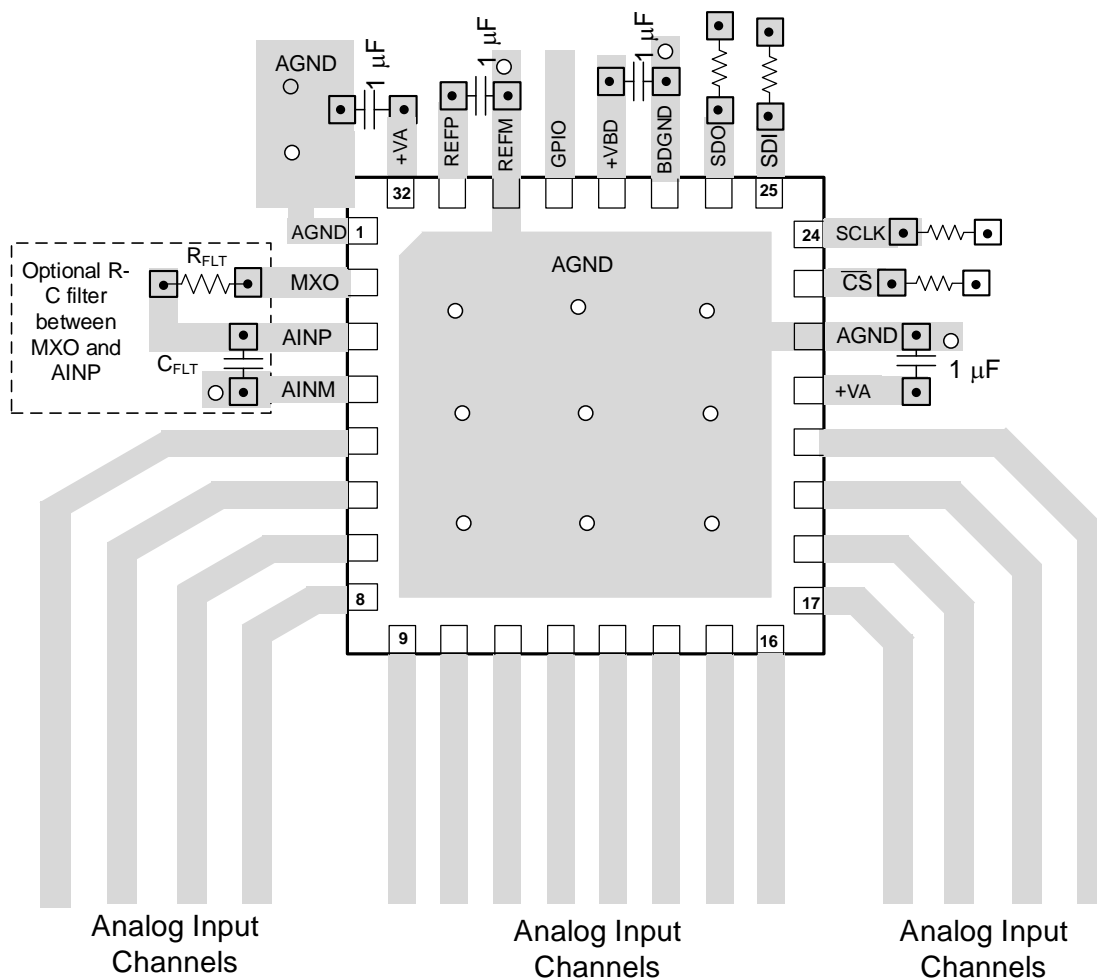 AGND
1 μF
1 μF
1 μF
+VA
REFP
REFM
GPIO
+VBD
BDGND
SDO
SDI
32
25
AGND
1
24
SCLK
Optional R-
C filter
between
MXO and
AINP
RFLT
MXO
CS
AGND
AINP
AGND
CFLT
1 μF
AINM
+VA
8
17
9
16
Analog Input
Channels
Analog Input
Channels
Analog Input
Channels